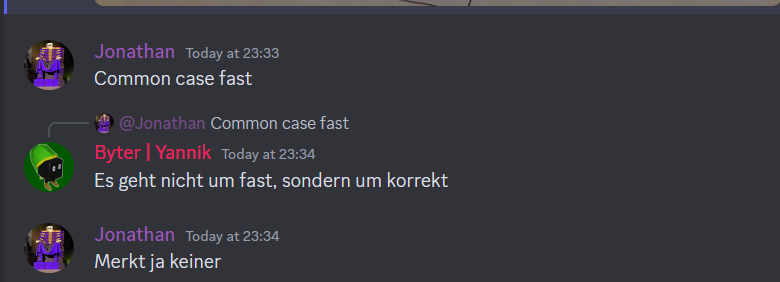 Jonathan Today at 23:33
Common case fast
@Jonathan Common case fast
Byter | Yannik Today at 23:34
Es geht nicht um fast, sondern um korrekt
Jonathan Today at 23:34
Merkt ja keiner